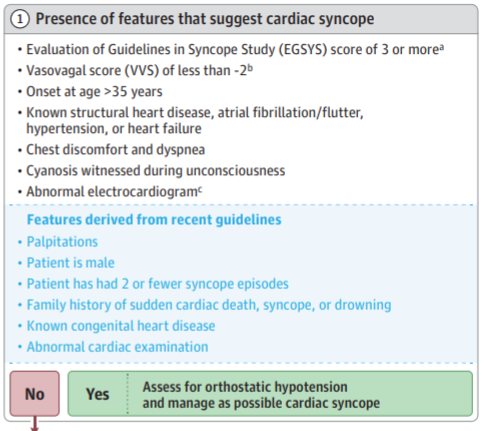 1 Presence of features that suggest cardiac syncope
• Evaluation of Guidelines in Syncope Study (EGSYS) score of 3 or moreᵃ
• Vasovagal score (VVS) of less than -2ᵇ
• Onset at age >35 years
• Known structural heart disease, atrial fibrillation/flutter,
hypertension, or heart failure
• Chest discomfort and dyspnea
• Cyanosis witnessed during unconsciousness
• Abnormal electrocardiogramᶜ
Features derived from recent guidelines
• Palpitations
• Patient is male
• Patient has had 2 or fewer syncope episodes
• Family history of sudden cardiac death, syncope, or drowning
• Known congenital heart disease
• Abnormal cardiac examination
No
Yes
Assess for orthostatic hypotension
and manage as possible cardiac syncope